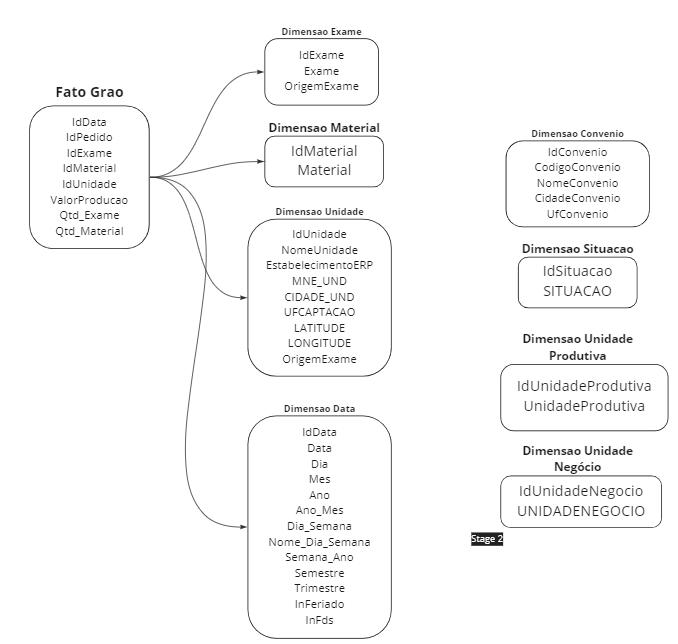 Fato Grao
IdData
IdPedido
IdExame
IdMaterial
IdUnidade
ValorProducao
Qtd_Exame
Qtd_Material
Dimensao Exame
IdExame
Exame
OrigemExame
Dimensao Material
IdMaterial
Material
Dimensao Unidade
IdUnidade
NomeUnidade
EstabelecimentoERP
MNE_UND
CIDADE_UND
UFCAPTACAO
LATITUDE
LONGITUDE
OrigemExame
Dimensao Data
IdData
Data
Dia
Mes
Ano
Ano_Mes
Dia_Semana
Nome_Dia_Semana
Semana_Ano
Semestre
Trimestre
InFeriado
InFds
Dimensao Convenio
IdConvenio
CodigoConvenio
NomeConvenio
CidadeConvenio
UfConvenio
Dimensao Situacao
IdSituacao
SITUACAO
Dimensao Unidade
Produtiva
IdUnidadeProdutiva
UnidadeProdutiva
Dimensao Unidade
Negócio
IdUnidadeNegocio
UNIDADENEGOCIO
Stage 2